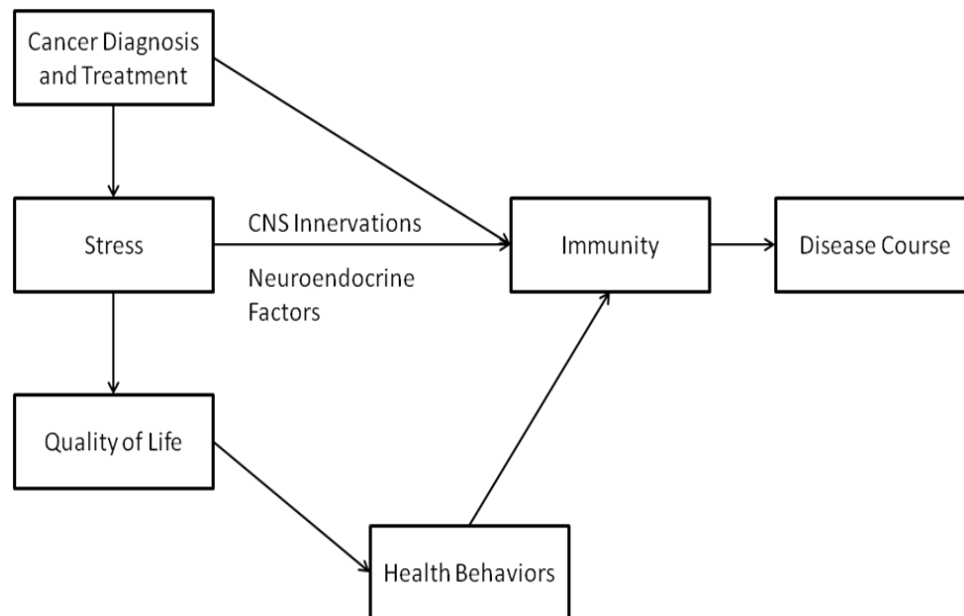 Cancer Diagnosis
and Treatment
Stress
CNS Innervations
Neuroendocrine
Factors
Immunity
Disease Course
Quality of Life
Health Behaviors